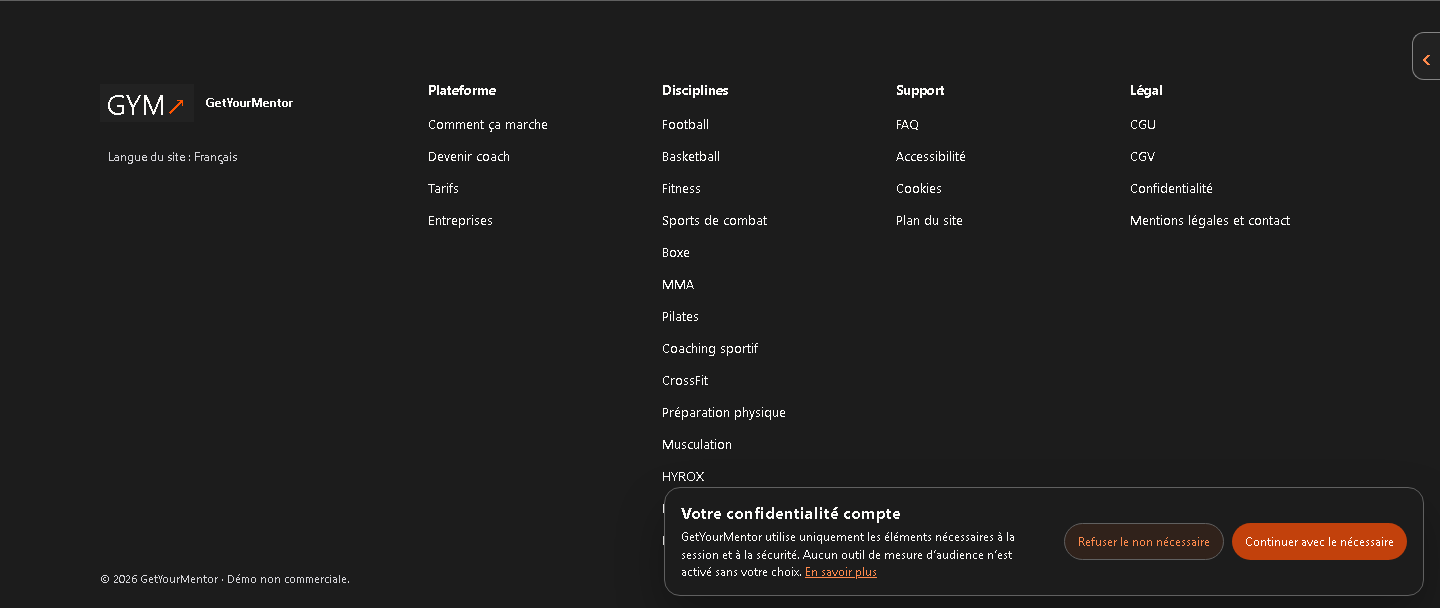 GYM
GetYourMentor
Langue du site : Français
Plateforme
Comment ça marche
Devenir coach
Tarifs
Entreprises
Disciplines
Football
Basketball
Fitness
Sports de combat
Boxe
MMA
Pilates
Coaching sportif
CrossFit
Préparation physique
Musculation
HYROX
Support
FAQ
Accessibilité
Cookies
Plan du site
Légal
CGU
CGV
Confidentialité
Mentions légales et contact
Votre confidentialité compte
GetYourMentor utilise uniquement les éléments nécessaires à la
session et à la sécurité. Aucun outil de mesure d’audience n’est
activé sans votre choix. En savoir plus
Refuser le non nécessaire
Continuer avec le nécessaire
© 2026 GetYourMentor · Démo non commerciale.